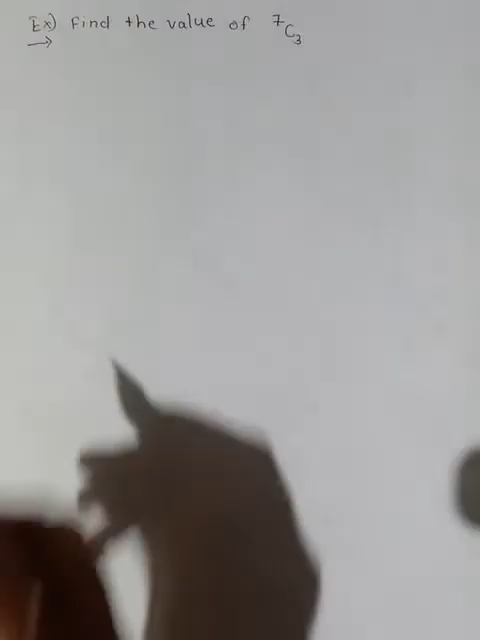 Ex) Find the value of ⁷C₃